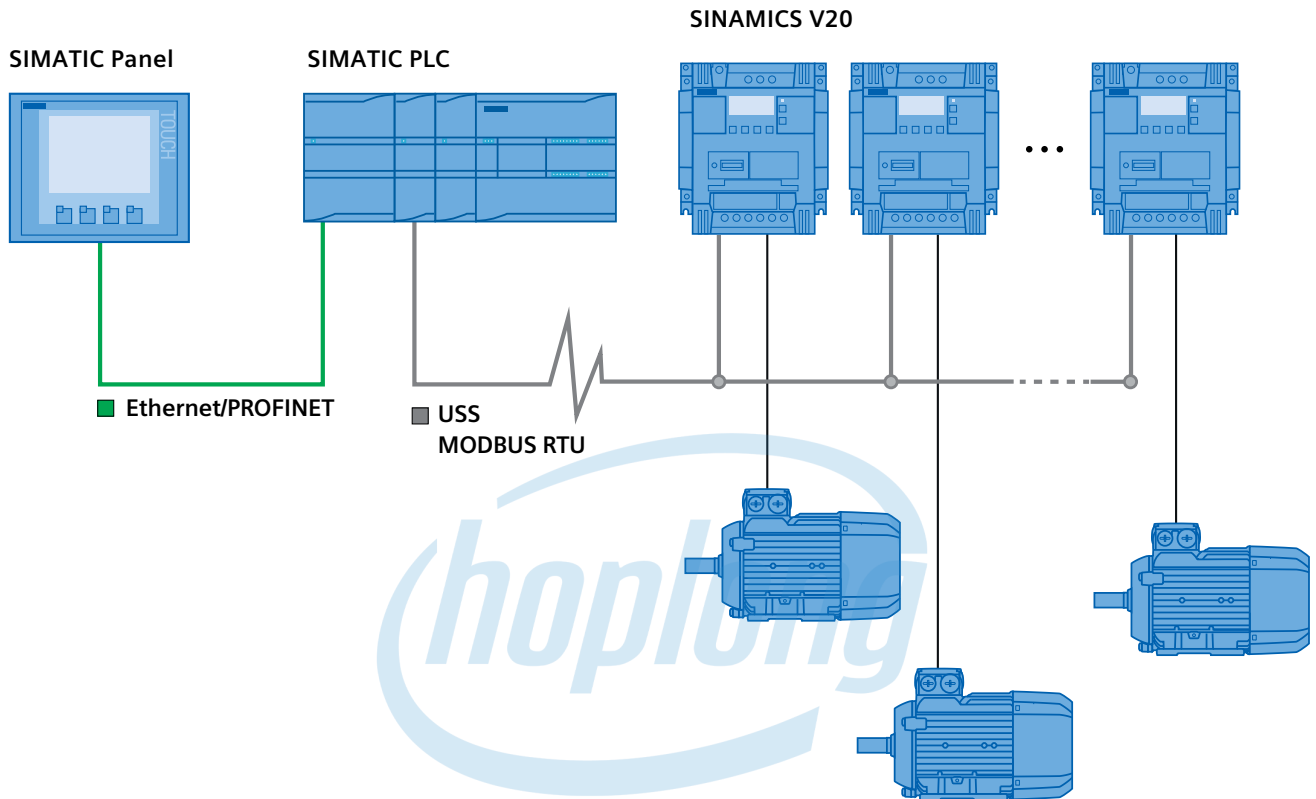 SINAMICS V20
SIMATIC Panel
SIMATIC PLC
TOUCH
Ethernet/PROFINET
USS
MODBUS RTU
hoplong